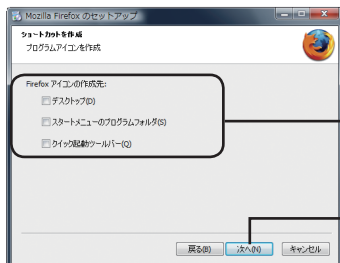 Mozilla Firefox のセットアップ
ショートカットを作成
プログラムアイコンを作成
Firefox アイコンの作成先:
デスクトップ(D)
スタートメニューのプログラムフォルダ(S)
クイック起動ツールバー(Q)
戻る(B) 次へ(N) キャンセル